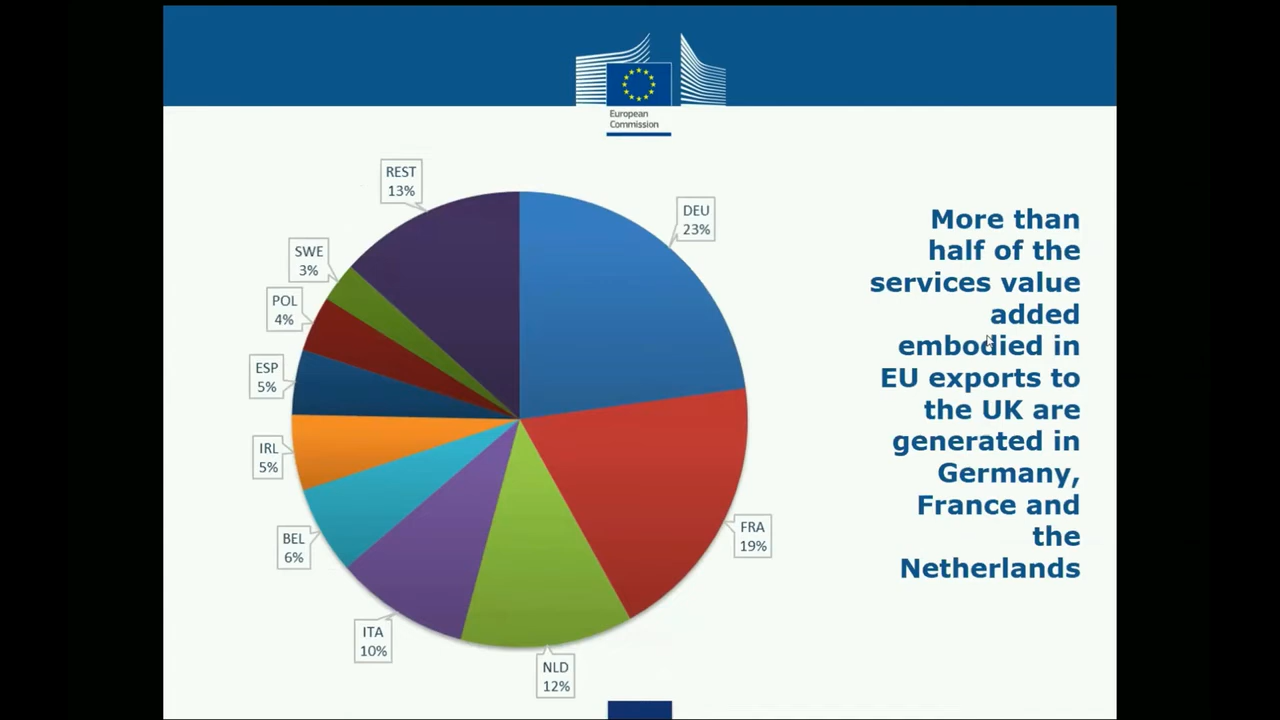 European
Commission
REST
13%
DEU
23%
SWE
3%
POL
4%
ESP
5%
IRL
5%
BEL
6%
ITA
10%
NLD
12%
FRA
19%
More than
half of the
services value
added
embodied in
EU exports to
the UK are
generated in
Germany,
France and
the
Netherlands